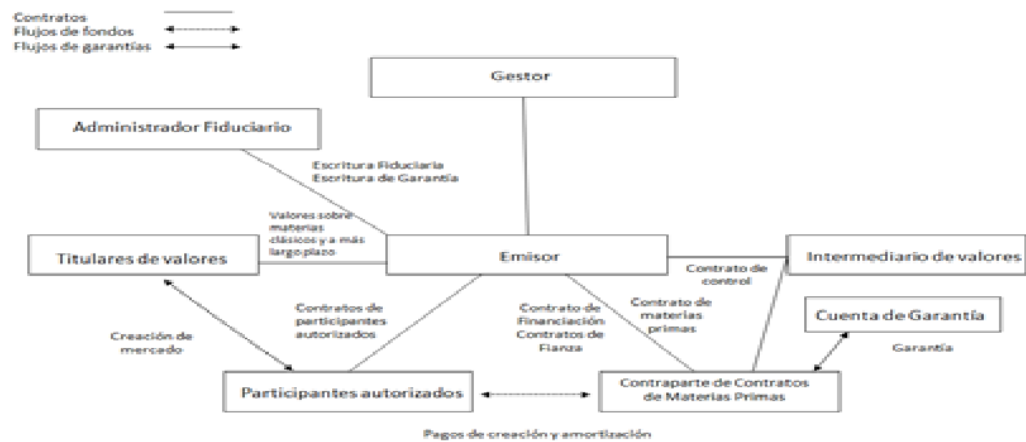 Contratos
Flujos de fondos
Flujos de garantías
Gestor
Administrador Fiduciario
Escritura Fiduciaria
Escritura de Garantía
Valores sobre
materias
clásicos y a más
largo plazo
Titulares de valores
Emisor
Intermediario de valores
Contrato de
control
Contratos de
participantes
autorizados
Contrato de
Financiación
Contratos de
Fianza
Contrato de
materias
primas
Cuenta de Garantía
Creación de
mercado
Garantía
Participantes autorizados
Contraparte de Contratos
de Materias Primas
Pagos de creación y amortización